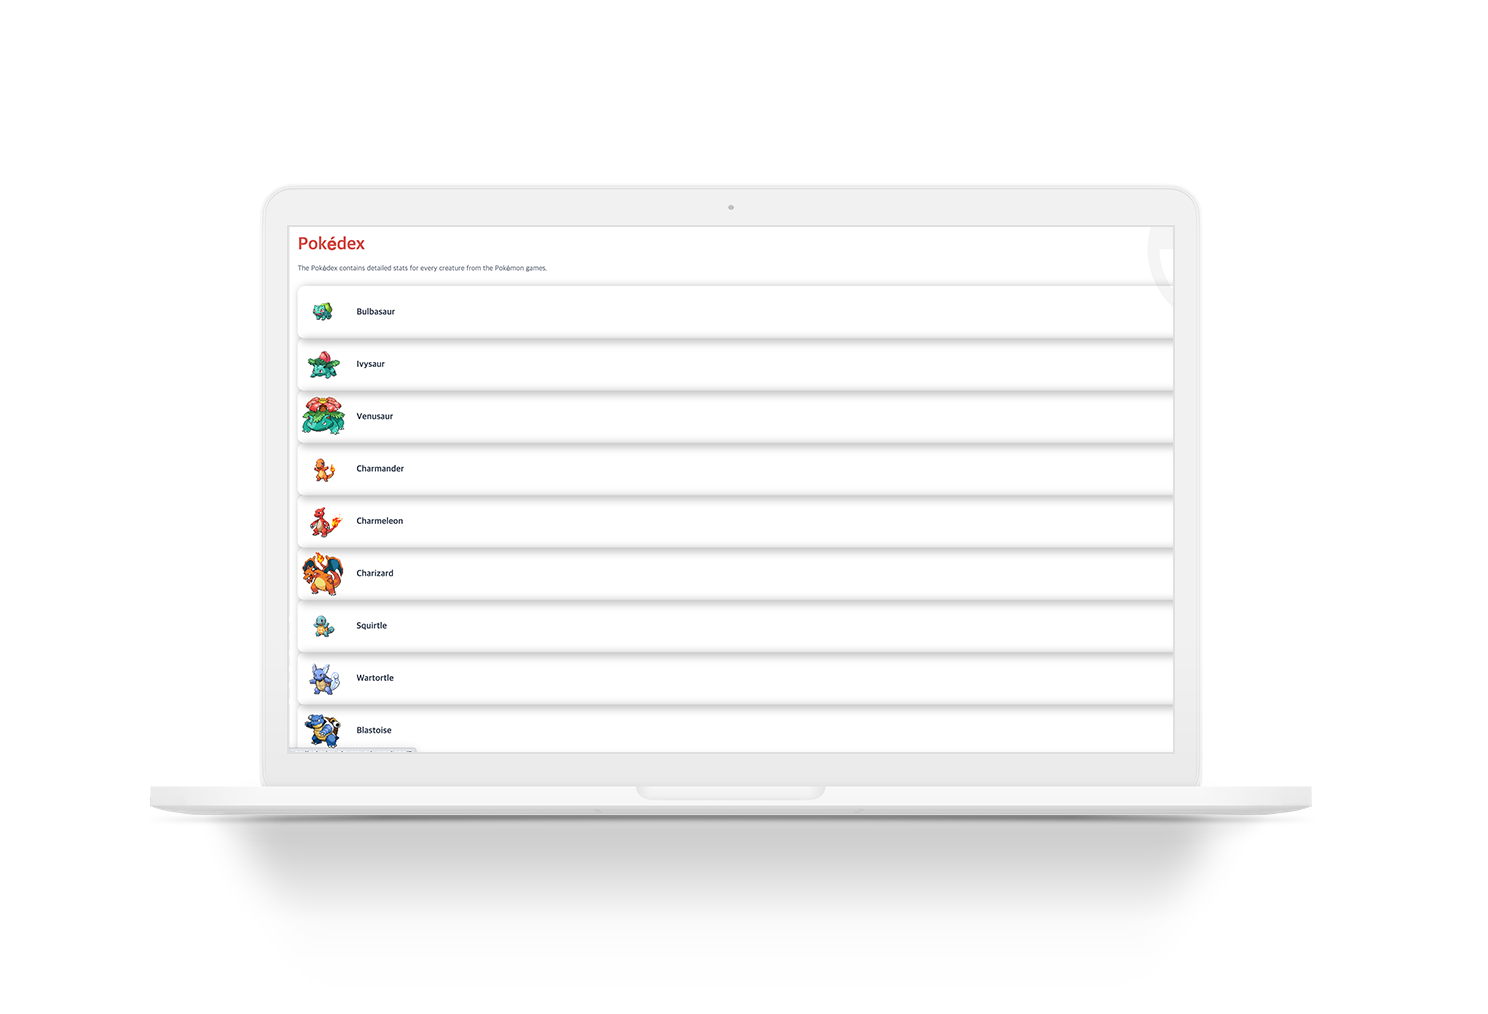 Pokédex
The Pokédex contains detailed stats for every creature from the Pokémon games.
Bulbasaur
Ivysaur
Venusaur
Charmander
Charmeleon
Charizard
Squirtle
Wartortle
Blastoise